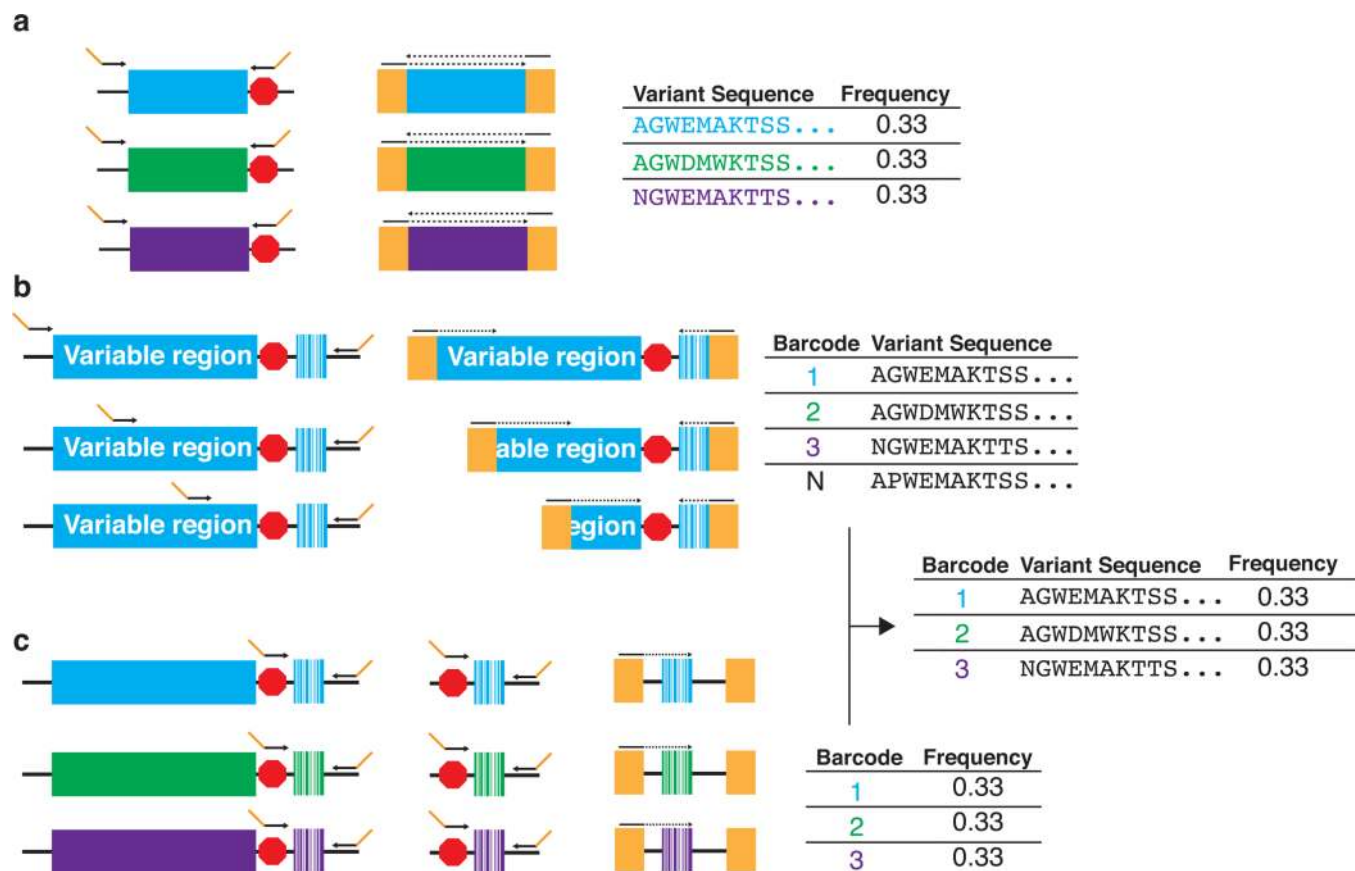 a
Variant Sequence Frequency
AGWEMAKTSS... 0.33
AGWDMWKTSS... 0.33
NGWEMAKTTS... 0.33
b
Variable region
Variable region
Barcode Variant Sequence
1 AGWEMAKTSS...
2 AGWDMWKTSS...
3 NGWEMAKTTS...
N APWEMAKTSS...
Variable region
able region
Variable region
egion
Barcode Variant Sequence Frequency
1 AGWEMAKTSS... 0.33
2 AGWDMWKTSS... 0.33
3 NGWEMAKTTS... 0.33
c
Barcode Frequency
1 0.33
2 0.33
3 0.33